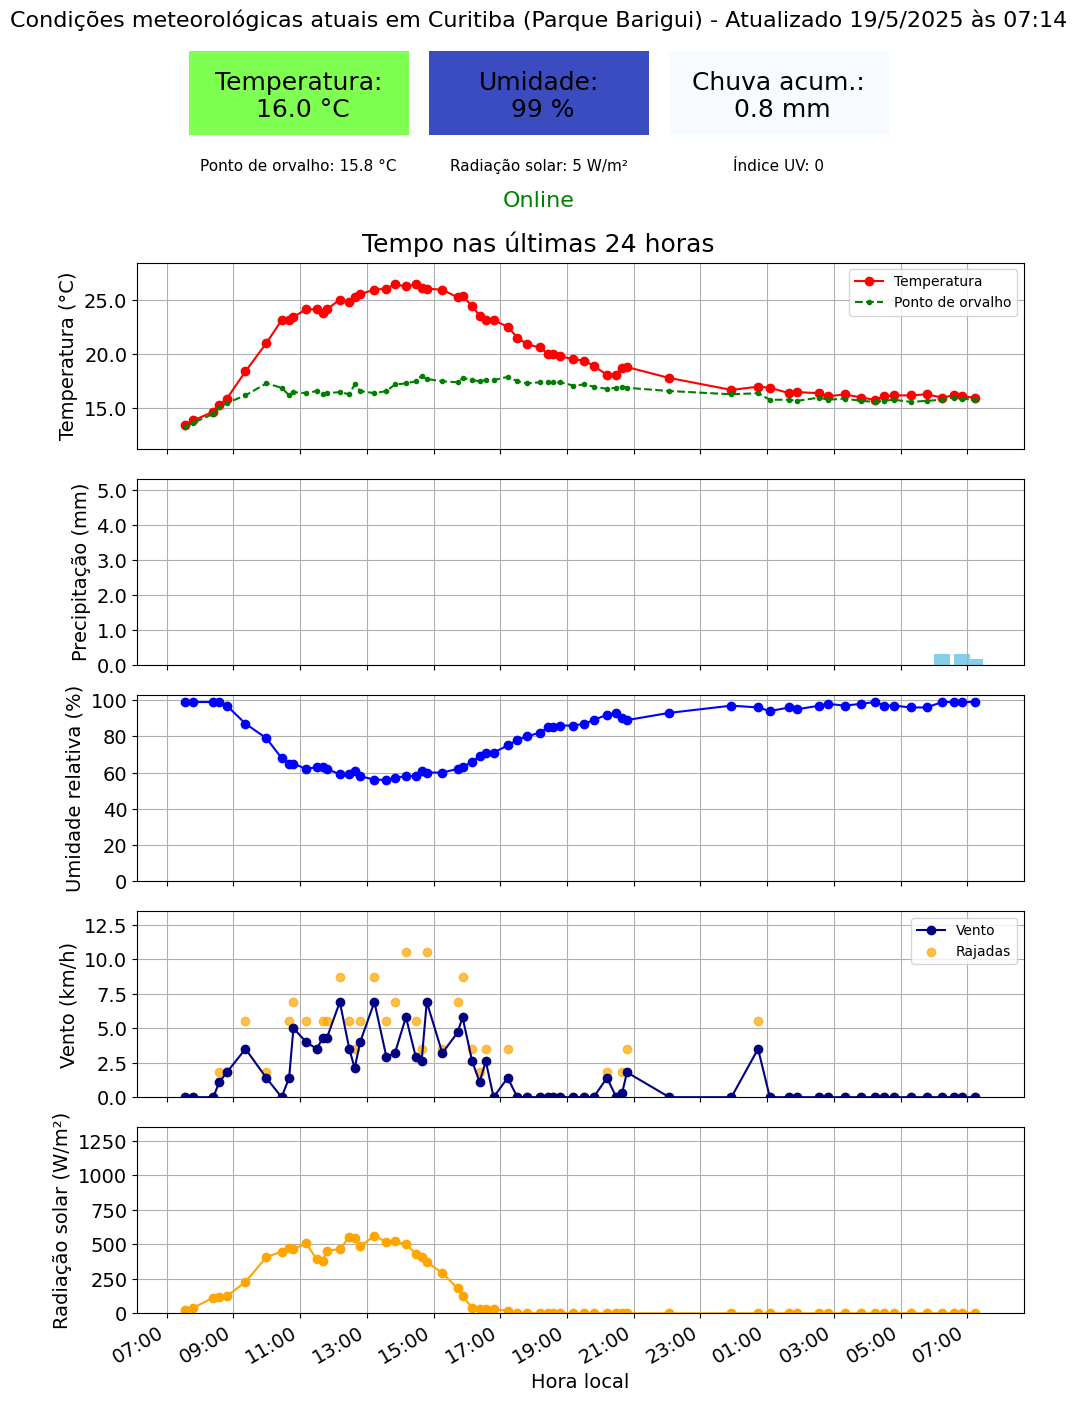 Condições meteorológicas atuais em Curitiba (Parque Barigui) - Atualizado 19/5/2025 às 07:14
Temperatura:
16.0 °C
Umidade:
99 %
Chuva acum.:
0.8 mm
Ponto de orvalho: 15.8 °C
Radiação solar: 5 W/m²
Índice UV: 0
Online
Tempo nas últimas 24 horas
Temperatura (°C)
25.0
20.0
15.0
Temperatura
Ponto de orvalho
Precipitação (mm)
5.0
4.0
3.0
2.0
1.0
0.0
Umidade relativa (%)
100
80
60
40
20
0
Vento (km/h)
12.5
10.0
7.5
5.0
2.5
0.0
Vento
Rajadas
Radiação solar (W/m²)
1250
1000
750
500
250
0
07:00
09:00
11:00
13:00
15:00
17:00
19:00
21:00
23:00
01:00
03:00
05:00
07:00
Hora local